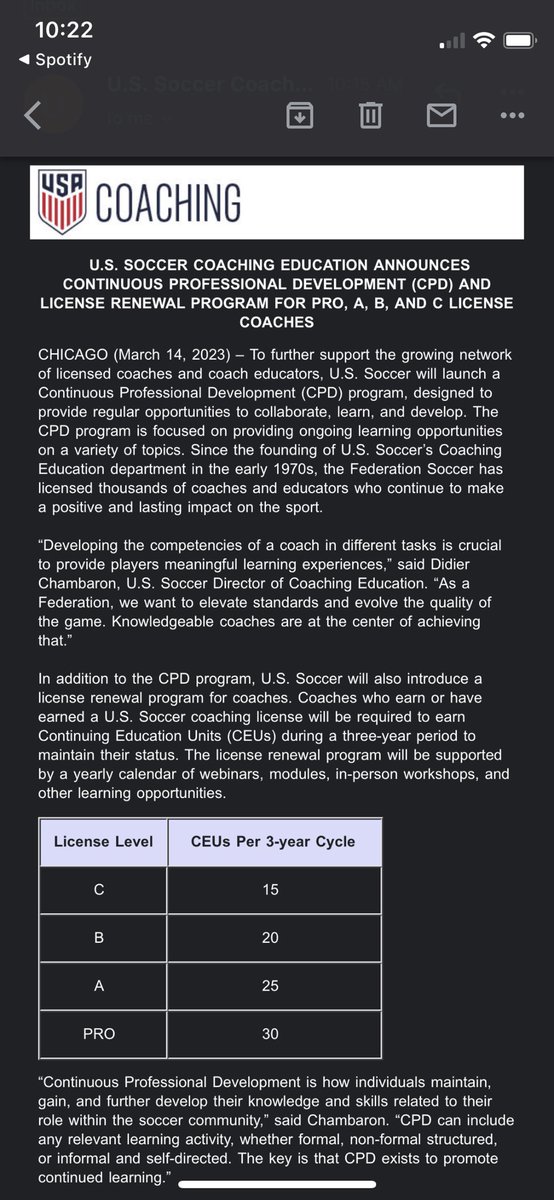 Inbox
10:22
◀ Spotify
U.S. Soccer Coach... 10:15 AM
to me
USA COACHING
U.S. SOCCER COACHING EDUCATION ANNOUNCES
CONTINUOUS PROFESSIONAL DEVELOPMENT (CPD) AND
LICENSE RENEWAL PROGRAM FOR PRO, A, B, AND C LICENSE
COACHES
CHICAGO (March 14, 2023) – To further support the growing network
of licensed coaches and coach educators, U.S. Soccer will launch a
Continuous Professional Development (CPD) program, designed to
provide regular opportunities to collaborate, learn, and develop. The
CPD program is focused on providing ongoing learning opportunities
on a variety of topics. Since the founding of U.S. Soccer’s Coaching
Education department in the early 1970s, the Federation Soccer has
licensed thousands of coaches and educators who continue to make
a positive and lasting impact on the sport.
“Developing the competencies of a coach in different tasks is crucial
to provide players meaningful learning experiences,” said Didier
Chambaron, U.S. Soccer Director of Coaching Education. “As a
Federation, we want to elevate standards and evolve the quality of
the game. Knowledgeable coaches are at the center of achieving
that.”
In addition to the CPD program, U.S. Soccer will also introduce a
license renewal program for coaches. Coaches who earn or have
earned a U.S. Soccer coaching license will be required to earn
Continuing Education Units (CEUs) during a three-year period to
maintain their status. The license renewal program will be supported
by a yearly calendar of webinars, modules, in-person workshops, and
other learning opportunities.
License Level CEUs Per 3-year Cycle
C 15
B 20
A 25
PRO 30
“Continuous Professional Development is how individuals maintain,
gain, and further develop their knowledge and skills related to their
role within the soccer community,” said Chambaron. “CPD can include
any relevant learning activity, whether formal, non-formal structured,
or informal and self-directed. The key is that CPD exists to promote
continued learning.”